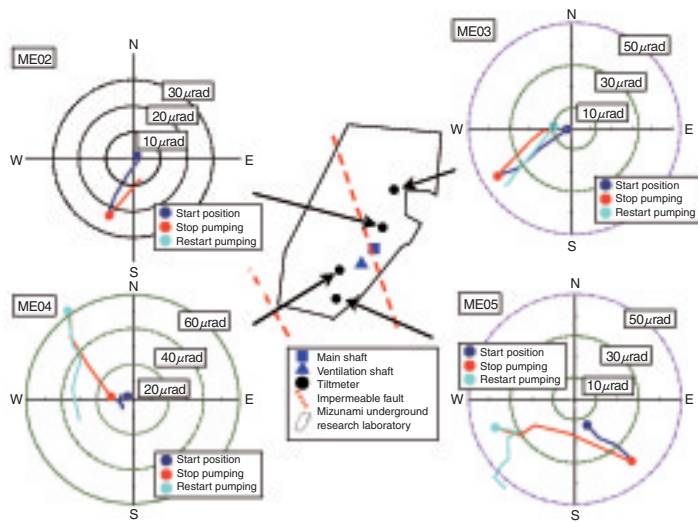 ME02
N
30μrad
20μrad
10μrad
W
E
Start position
Stop pumping
Restart pumping
S
ME03
N
50μrad
30μrad
10μrad
W
E
Start position
Stop pumping
Restart pumping
S
ME04
N
60μrad
40μrad
20μrad
W
E
Start position
Stop pumping
Restart pumping
S
Main shaft
Ventilation shaft
Tiltmeter
Impermeable fault
Mizunami underground
research laboratory
ME05
N
50μrad
30μrad
10μrad
Start position
Stop pumping
Restart pumping
W
E
S